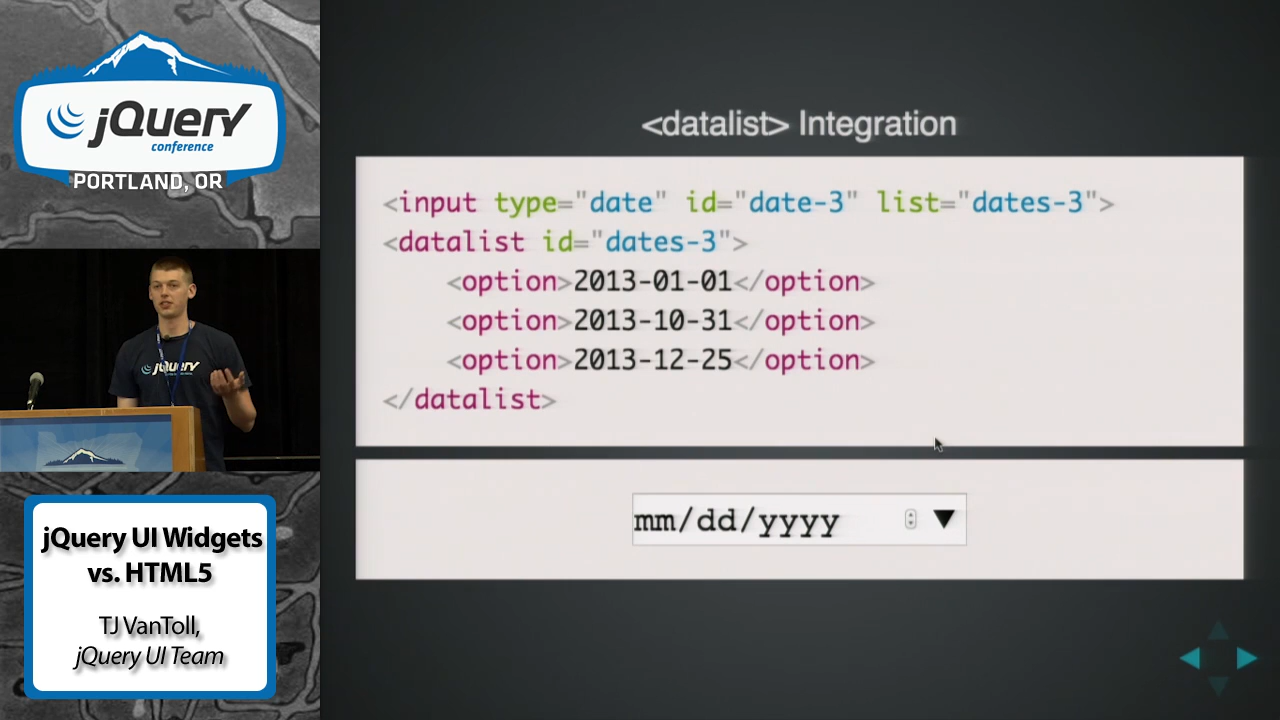 jQuery
conference
PORTLAND, OR
jQuery
jQuery UI Widgets
vs. HTML5
TJ VanToll,
jQuery UI Team
<datalist> Integration
<input type="date" id="date-3" list="dates-3">
<datalist id="dates-3">
<option>2013-01-01</option>
<option>2013-10-31</option>
<option>2013-12-25</option>
</datalist>
mm/dd/yyyy